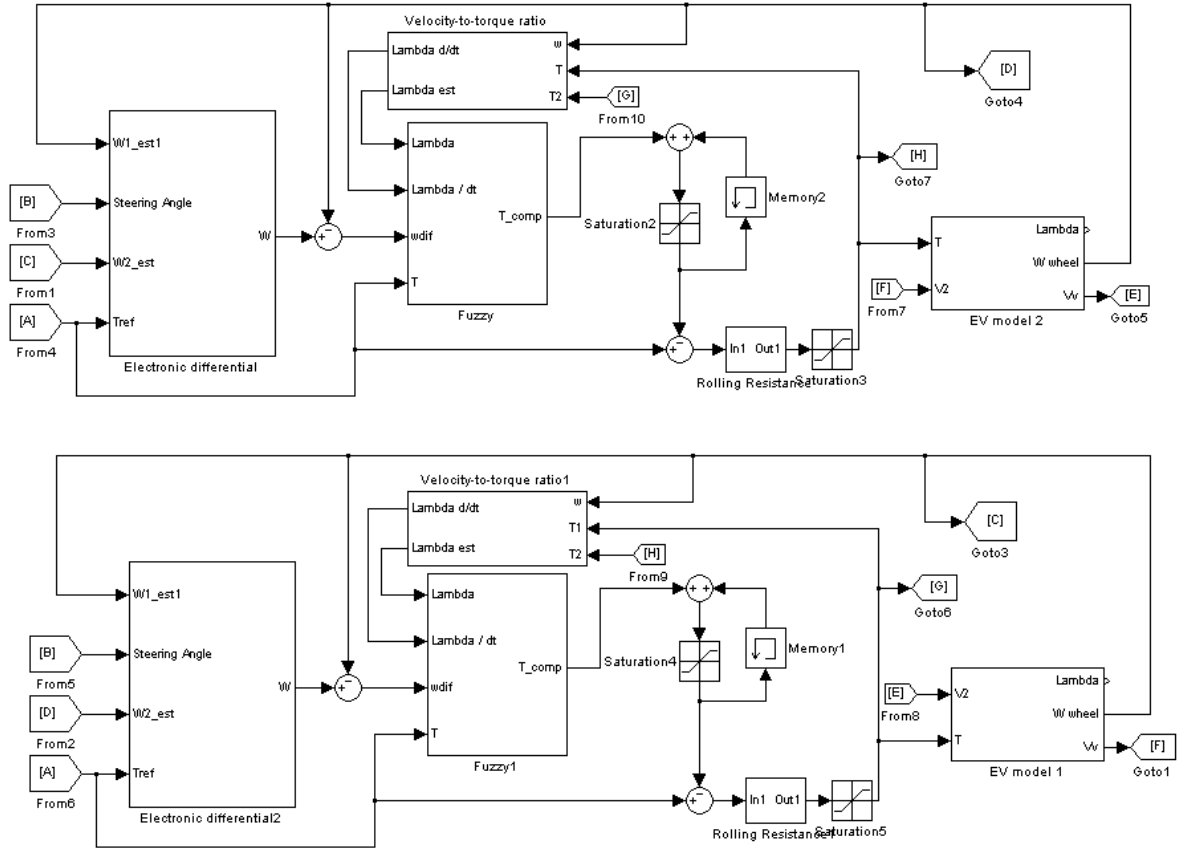 Velocity-to-torque ratio
Lambda d/dt
w
T
Lambda est
T2
[G]
From10
[D]
Goto4
W1_est1
Steering Angle
W2_est
Tref
W
Electronic differential
[B]
From3
[C]
From1
[A]
From4
+
−
Lambda
Lambda / dt
wdif
T
T_comp
Fuzzy
+ +
Saturation2
Memory2
[H]
Goto7
+
−
In1 Out1
Rolling Resistance
Saturation3
T
V2
Lambda
W wheel
Vv
[F]
From7
EV model 2
[E]
Goto5
Velocity-to-torque ratio1
Lambda d/dt
w
T1
Lambda est
T2
[H]
From9
[C]
Goto3
W1_est1
Steering Angle
W2_est
Tref
W
Electronic differential2
[B]
From5
[D]
From2
[A]
From6
+
−
Lambda
Lambda / dt
wdif
T
T_comp
Fuzzy1
+ +
Saturation4
Memory1
[G]
Goto6
+
−
In1 Out1
Rolling Resistance
Saturation5
[E]
From8
V2
T
Lambda
W wheel
EV model 1
[F]
Goto1